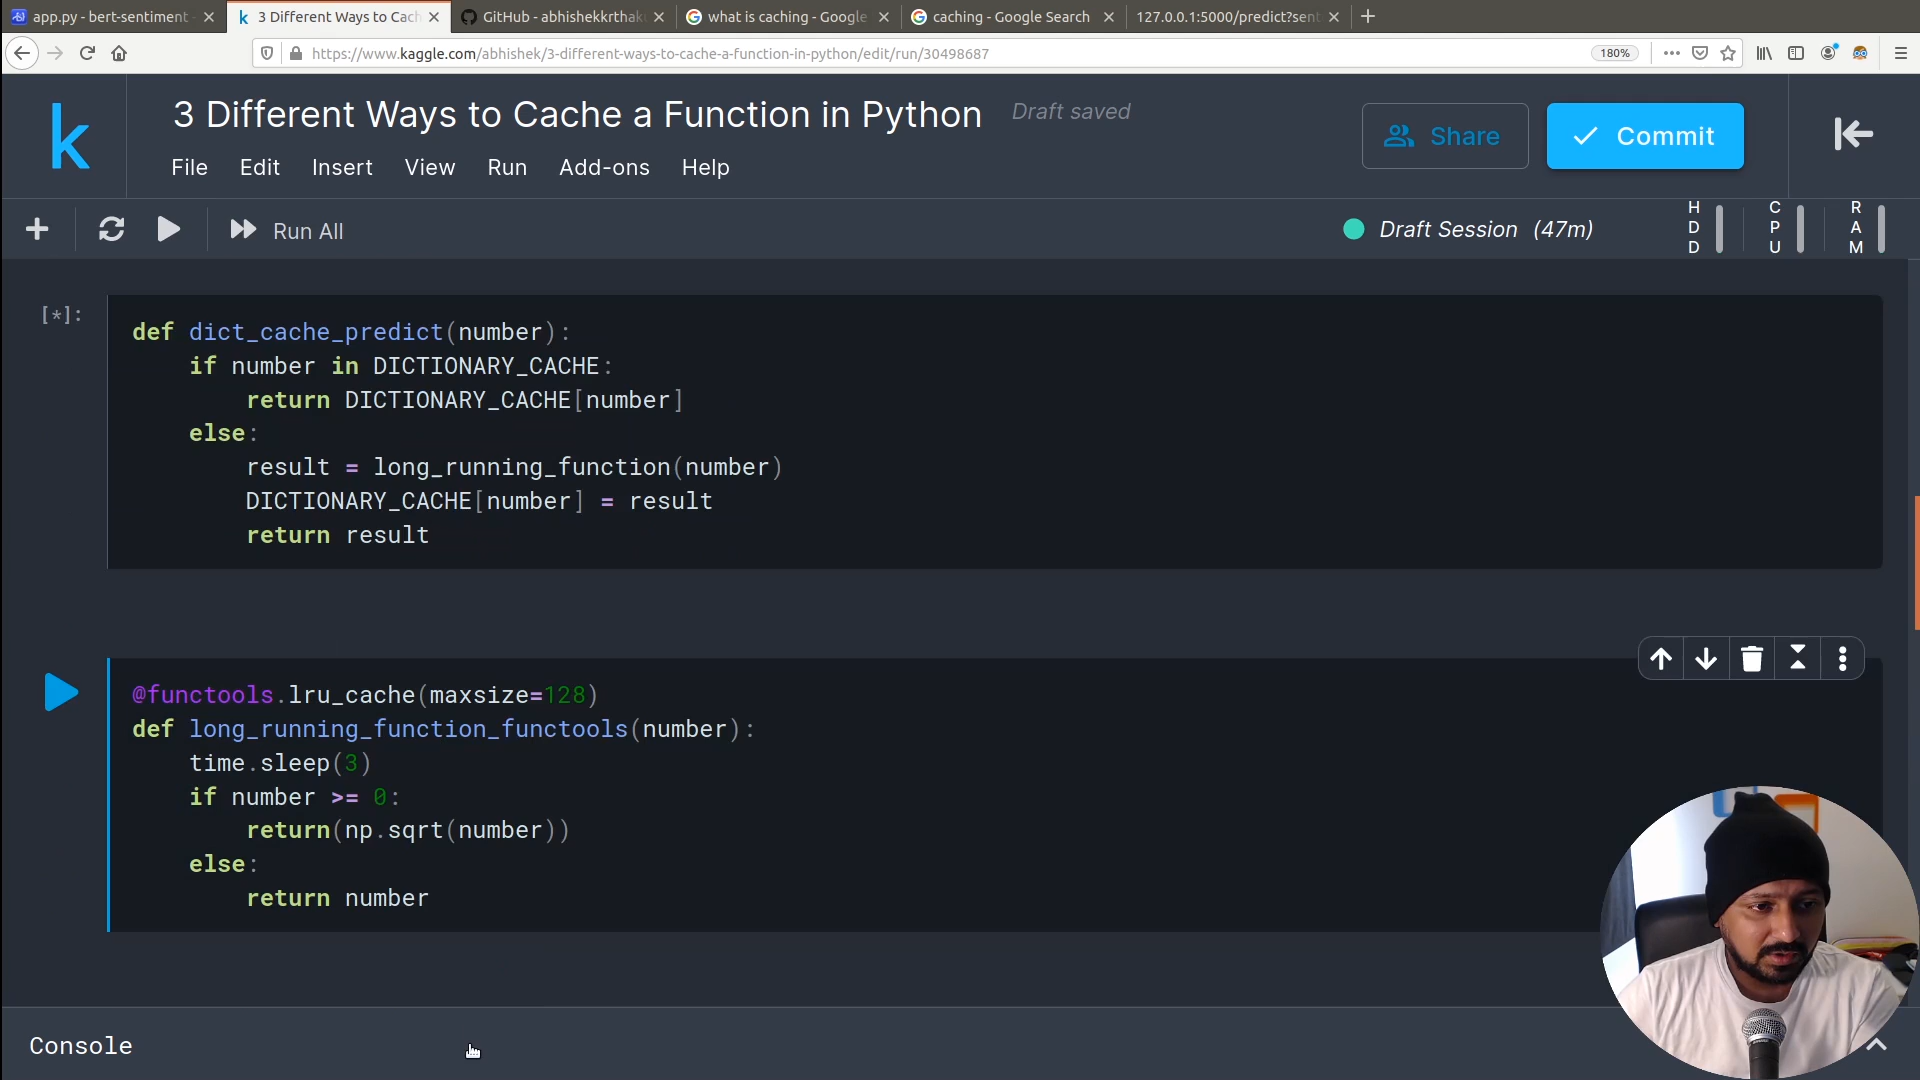 app.py - bert-sentiment
3 Different Ways to Cach
GitHub - abhishekkrthak
what is caching - Google
caching - Google Search
127.0.0.1:5000/predict?sent
https://www.kaggle.com/abhishek/3-different-ways-to-cache-a-function-in-python/edit/run/30498687
180%
k
3 Different Ways to Cache a Function in Python
Draft saved
Share
Commit
File
Edit
Insert
View
Run
Add-ons
Help
Run All
Draft Session (47m)
HDD
CPU
RAM
[*]:
def dict_cache_predict(number):
    if number in DICTIONARY_CACHE:
        return DICTIONARY_CACHE[number]
    else:
        result = long_running_function(number)
        DICTIONARY_CACHE[number] = result
        return result
@functools.lru_cache(maxsize=128)
def long_running_function_functools(number):
    time.sleep(3)
    if number >= 0:
        return(np.sqrt(number))
    else:
        return number
Console